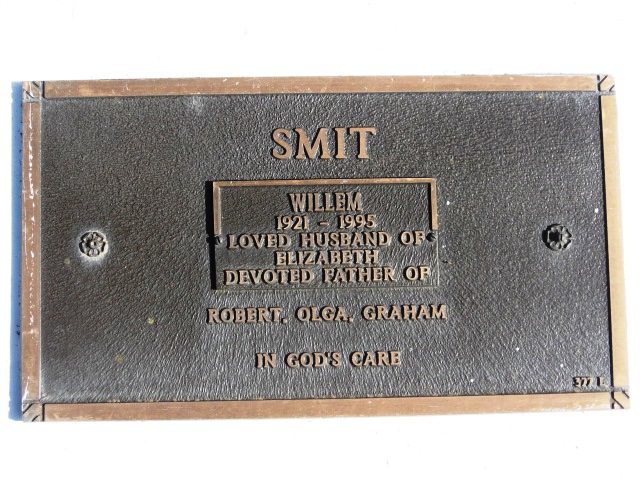 SMIT
WILLEM
1921 - 1995
LOVED HUSBAND OF
ELIZABETH
DEVOTED FATHER OF
ROBERT, OLGA, GRAHAM
IN GOD'S CARE